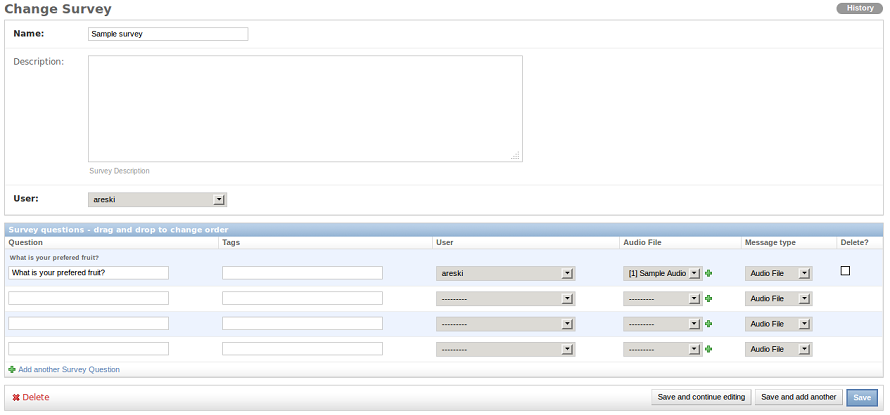 Change Survey
History
Name: Sample survey
Description:
Survey Description
User: areski
Survey questions - drag and drop to change order
Question Tags User Audio File Message type Delete?
What is your prefered fruit?
What is your prefered fruit? areski [1] Sample Audio Audio File
--------- --------- Audio File
--------- --------- Audio File
--------- --------- Audio File
Add another Survey Question
Delete Save and continue editing Save and add another Save